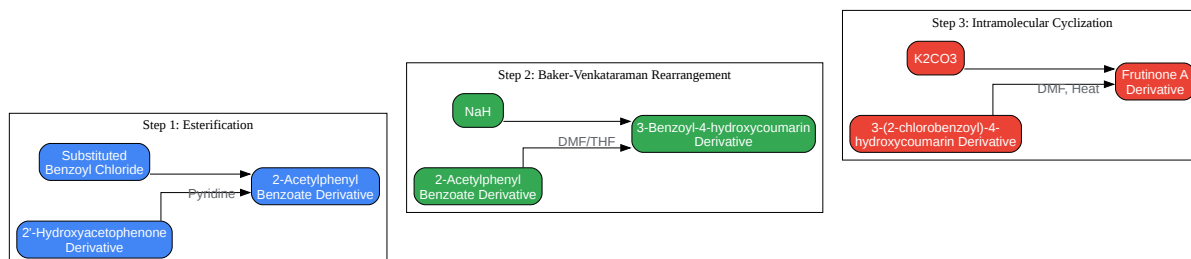 Step 1: Esterification
Substituted
Benzoyl Chloride
2-Acetylphenyl
Benzoate Derivative
Pyridine
2'-Hydroxyacetophenone
Derivative
Step 2: Baker-Venkataraman Rearrangement
NaH
3-Benzoyl-4-hydroxycoumarin
Derivative
DMF/THF
2-Acetylphenyl
Benzoate Derivative
Step 3: Intramolecular Cyclization
K2CO3
Frutinone A
Derivative
DMF, Heat
3-(2-chlorobenzoyl)-4-
hydroxycoumarin Derivative